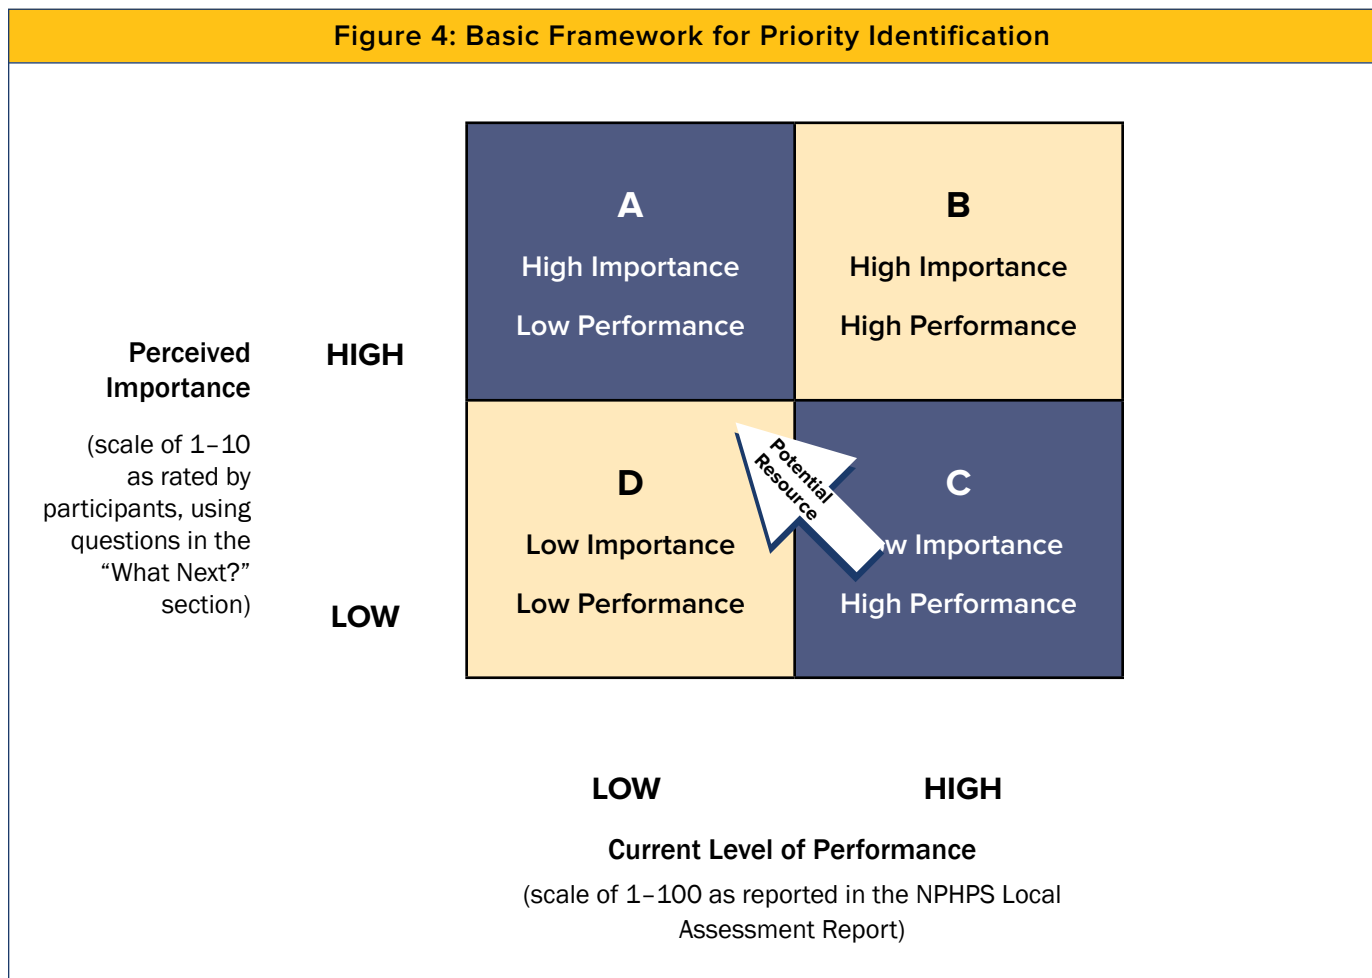 Figure 4: Basic Framework for Priority Identification
A
High Importance
Low Performance
B
High Importance
High Performance
Perceived
Importance
(scale of 1–10
as rated by
participants, using
questions in the
“What Next?”
section)
HIGH
LOW
D
Low Importance
Low Performance
Potential
Resource
C
Importance
High Performance
LOW
HIGH
Current Level of Performance
(scale of 1–100 as reported in the NPHPS Local
Assessment Report)